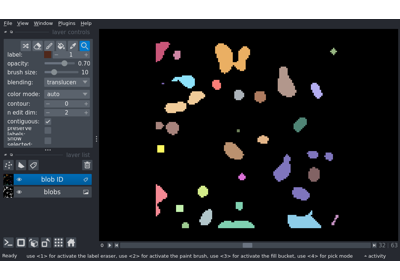 File View Window Plugins Help
layer controls
label: 1
opacity: 0.70
brush size: 10
blending: translucen
color mode: auto
contour: 0
n edit dim: 2
contiguous:
preserve labels:
show selected:
layer list
blob ID
blobs
32 63
Ready use <1> for activate the label eraser, use <2> for activate the paint brush, use <3> for activate the fill bucket, use <4> for pick mode activity